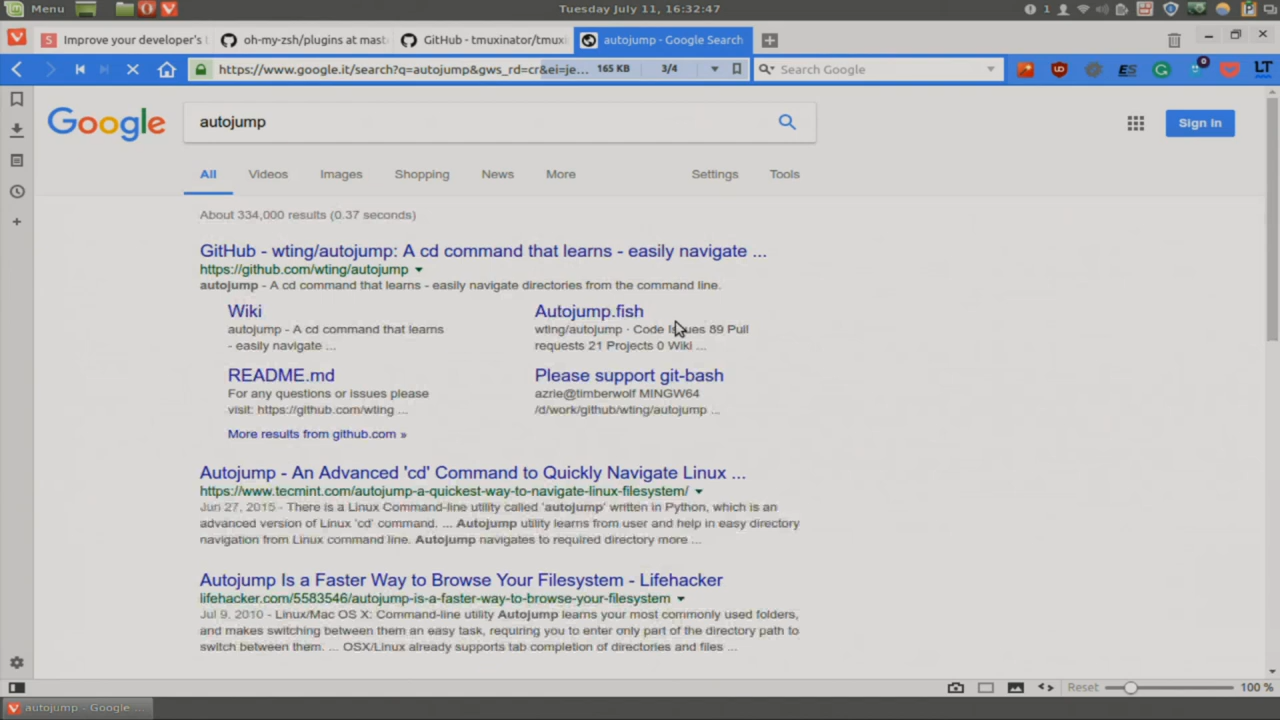 Menu
Tuesday July 11, 16:32:47
1
Improve your developer's t
oh-my-zsh/plugins at mast
GitHub - tmuxinator/tmuxi
autojump - Google Search
https://www.google.it/search?q=autojump&gws_rd=cr&ei=je...
165 KB
3/4
Search Google
ES
0
LT
Google
autojump
Sign in
All
Videos
Images
Shopping
News
More
Settings
Tools
About 334,000 results (0.37 seconds)
GitHub - wting/autojump: A cd command that learns - easily navigate ...
https://github.com/wting/autojump
autojump - A cd command that learns - easily navigate directories from the command line.
Wiki
autojump - A cd command that learns
- easily navigate ...
Autojump.fish
wting/autojump · Code Issues 89 Pull
requests 21 Projects 0 Wiki ...
README.md
For any questions or issues please
visit: https://github.com/wting ...
Please support git-bash
azrie@timberwolf MINGW64
/d/work/github/wting/autojump ...
More results from github.com »
Autojump - An Advanced 'cd' Command to Quickly Navigate Linux ...
https://www.tecmint.com/autojump-a-quickest-way-to-navigate-linux-filesystem/
Jun 27, 2015 - There is a Linux Command-line utility called 'autojump' written in Python, which is an
advanced version of Linux 'cd' command. ... Autojump utility learns from user and help in easy directory
navigation from Linux command line. Autojump navigates to required directory more ...
Autojump Is a Faster Way to Browse Your Filesystem - Lifehacker
lifehacker.com/5583546/autojump-is-a-faster-way-to-browse-your-filesystem
Jul 9, 2010 - Linux/Mac OS X: Command-line utility Autojump learns your most commonly used folders,
and makes switching between them an easy task, requiring you to enter only part of the directory path to
switch between them. ... OSX/Linux already supports tab completion of directories and files ...
Reset
100 %
autojump - Google ...